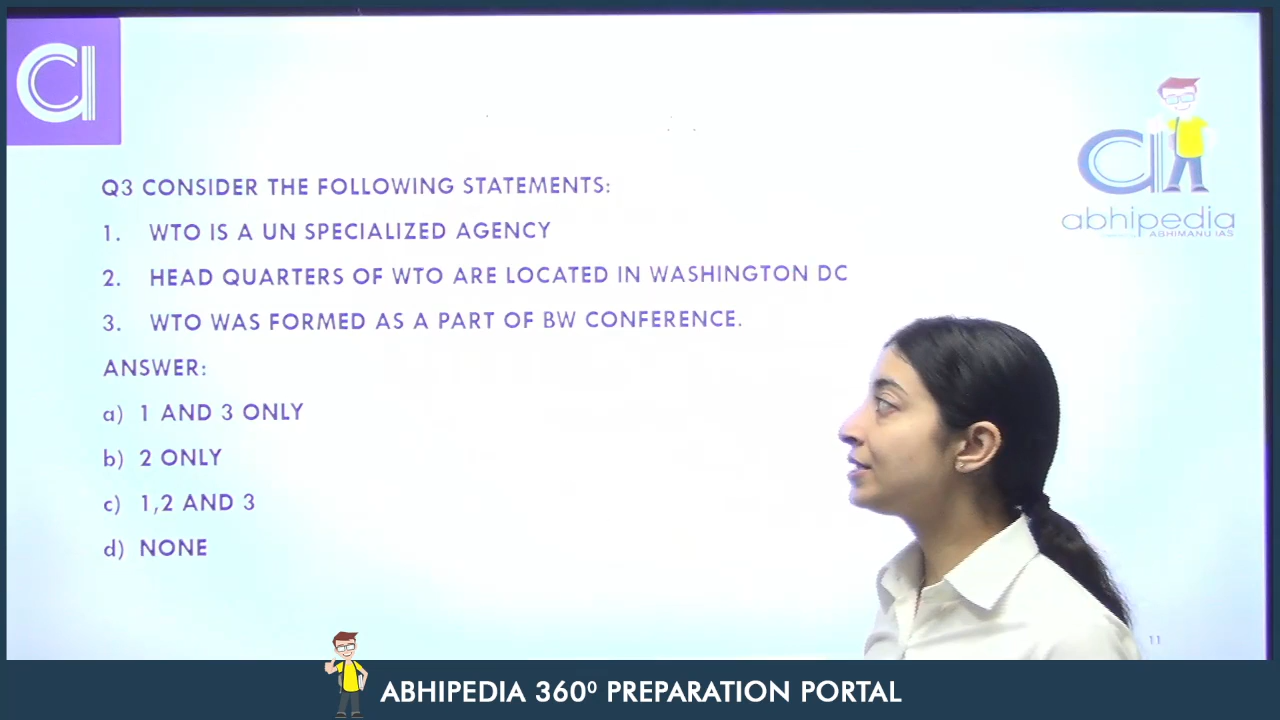 a
Q3 CONSIDER THE FOLLOWING STATEMENTS:
1. WTO IS A UN SPECIALIZED AGENCY
2. HEAD QUARTERS OF WTO ARE LOCATED IN WASHINGTON DC
3. WTO WAS FORMED AS A PART OF BW CONFERENCE.
ANSWER:
a) 1 AND 3 ONLY
b) 2 ONLY
c) 1,2 AND 3
d) NONE
a
abhipedia
ABHIMANU IAS
11
ABHIPEDIA 360⁰ PREPARATION PORTAL